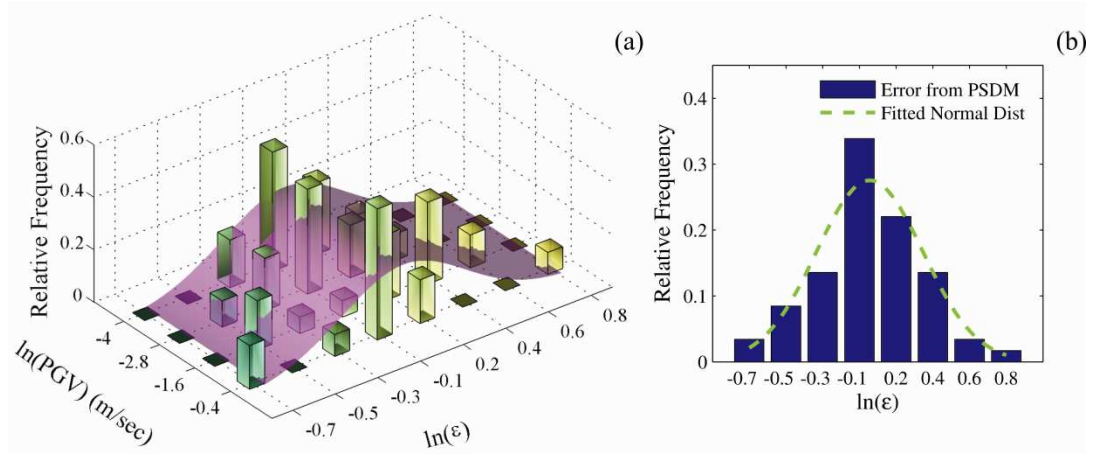 (a)
0.6
0.4
0.2
0
Relative Frequency
-4
-2.8
-1.6
-0.4
ln(PGV) (m/sec)
-0.7
-0.5
-0.3
-0.1
0.2
0.4
0.6
0.8
ln(ε)
(b)
Error from PSDM
Fitted Normal Dist
0.4
0.3
0.2
0.1
0
Relative Frequency
-0.7 -0.5 -0.3 -0.1 0.2 0.4 0.6 0.8
ln(ε)